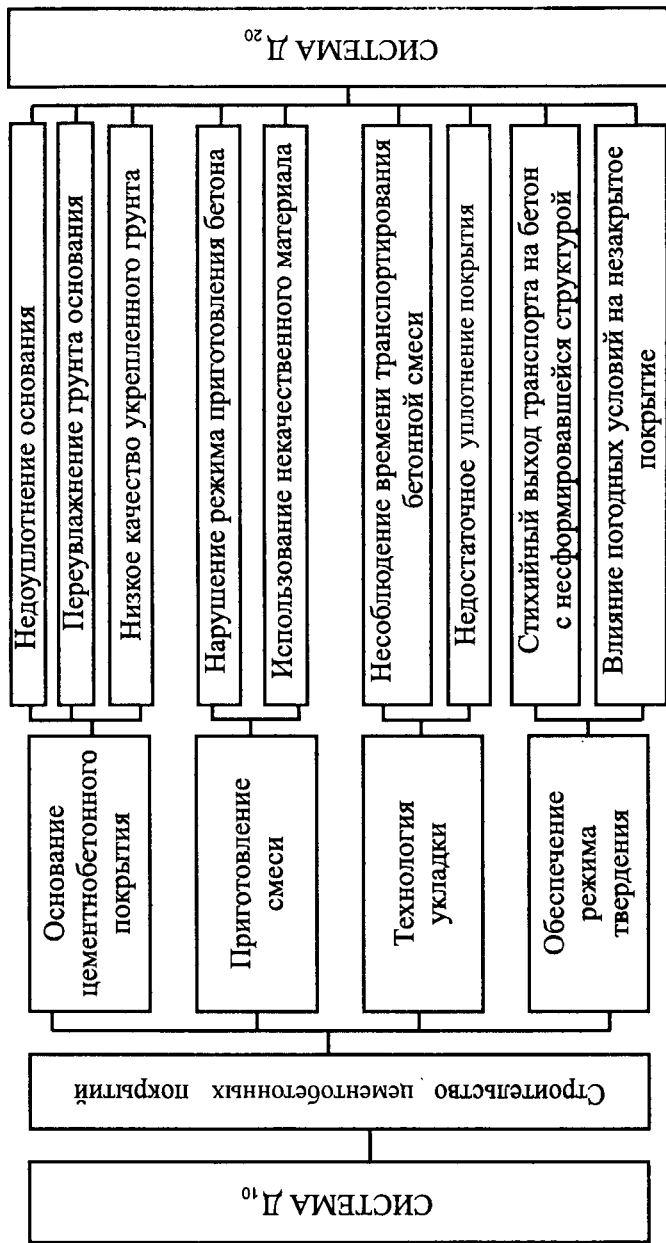 СИСТЕМА Д₁₀
Строительство цементобетонных покрытий
Основание
цементнобетонного
покрытия
Недоуплотнение основания
Переувлажнение грунта основания
Низкое качество укрепленного грунта
Приготовление
смеси
Нарушение режима приготовления бетона
Использование некачественного материала
Технология
укладки
Несоблюдение времени транспортирования
бетонной смеси
Недостаточное уплотнение покрытия
Обеспечение
режима
твердения
Стихийный выход транспорта на бетон
с несформировавшейся структурой
Влияние погодных условий на незакрытое
покрытие
СИСТЕМА Д₂₀